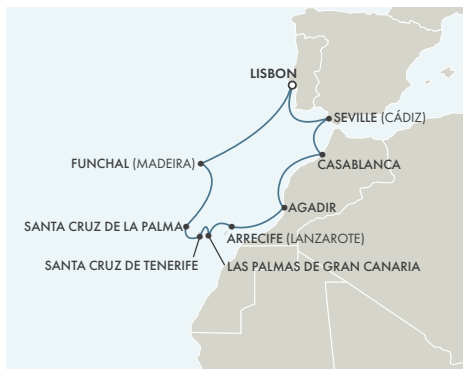 LISBON
SEVILLE (CÁDIZ)
FUNCHAL (MADEIRA)
CASABLANCA
AGADIR
SANTA CRUZ DE LA PALMA
ARRECIFE (LANZAROTE)
SANTA CRUZ DE TENERIFE
LAS PALMAS DE GRAN CANARIA